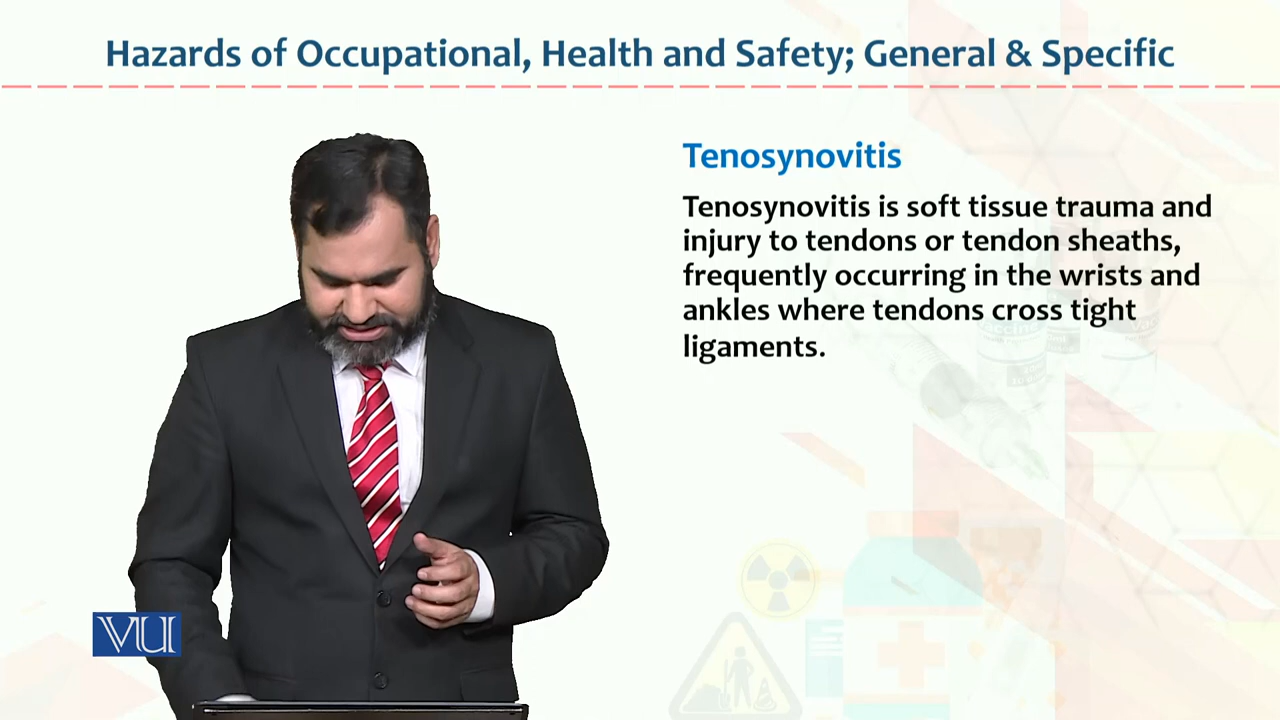 Hazards of Occupational, Health and Safety; General & Specific
Tenosynovitis
Tenosynovitis is soft tissue trauma and
injury to tendons or tendon sheaths,
frequently occurring in the wrists and
ankles where tendons cross tight
ligaments.
VU